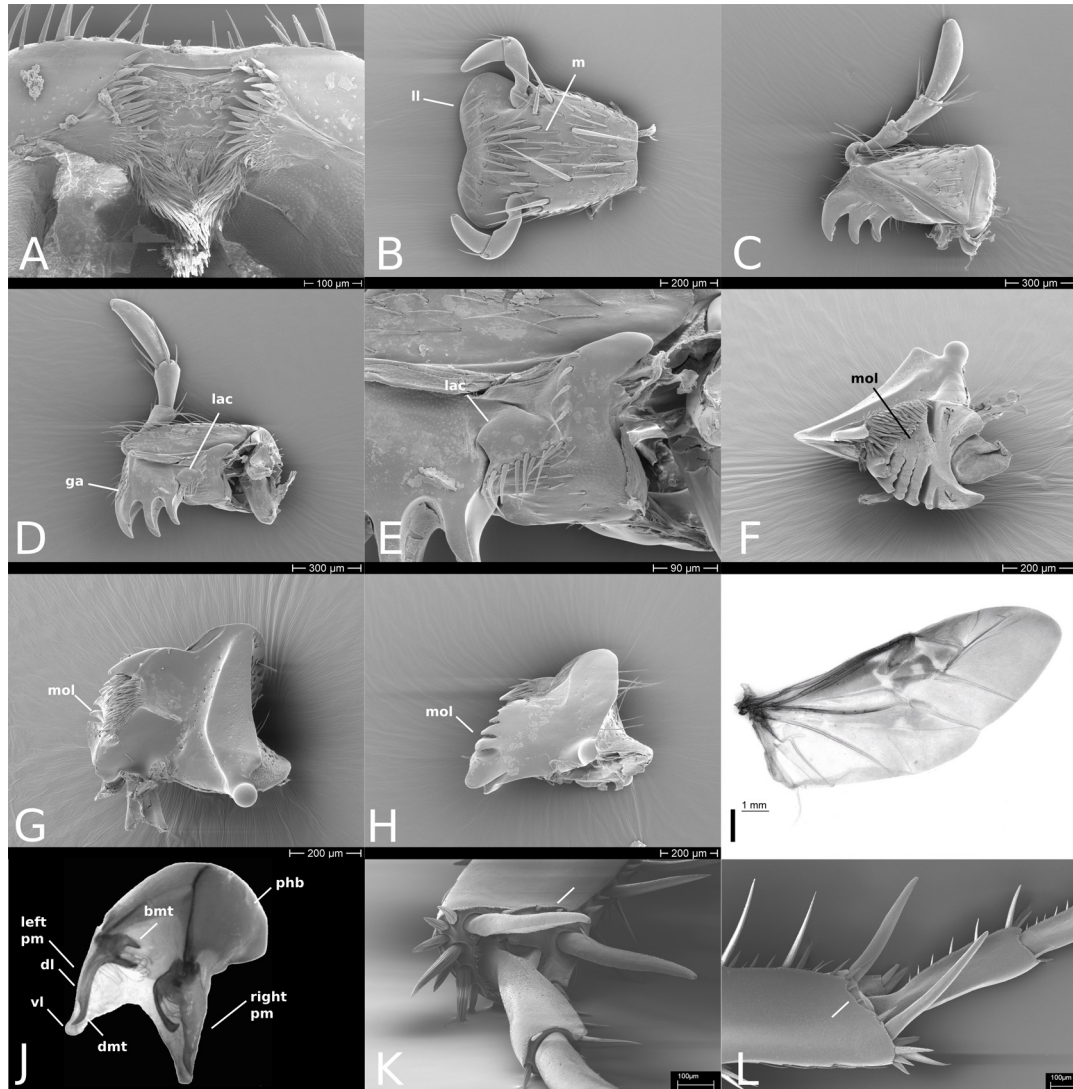 A
100 µm
ll
m
B
200 µm
C
300 µm
lac
ga
D
300 µm
lac
E
90 µm
mol
F
200 µm
mol
G
200 µm
mol
H
200 µm
1 mm
I
phb
bmt
left
pm
dl
vl
dmt
right
pm
J
K
100µm
L
100µm